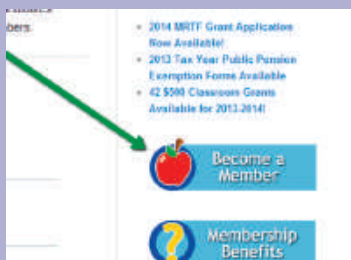 bers.
2014 MRTF Grant Application
Now Available!
2013 Tax Year Public Pension
Exemption Forms Available
42 $500 Classroom Grants
Available for 2013-2014!
Become a
Member
Membership
Benefits